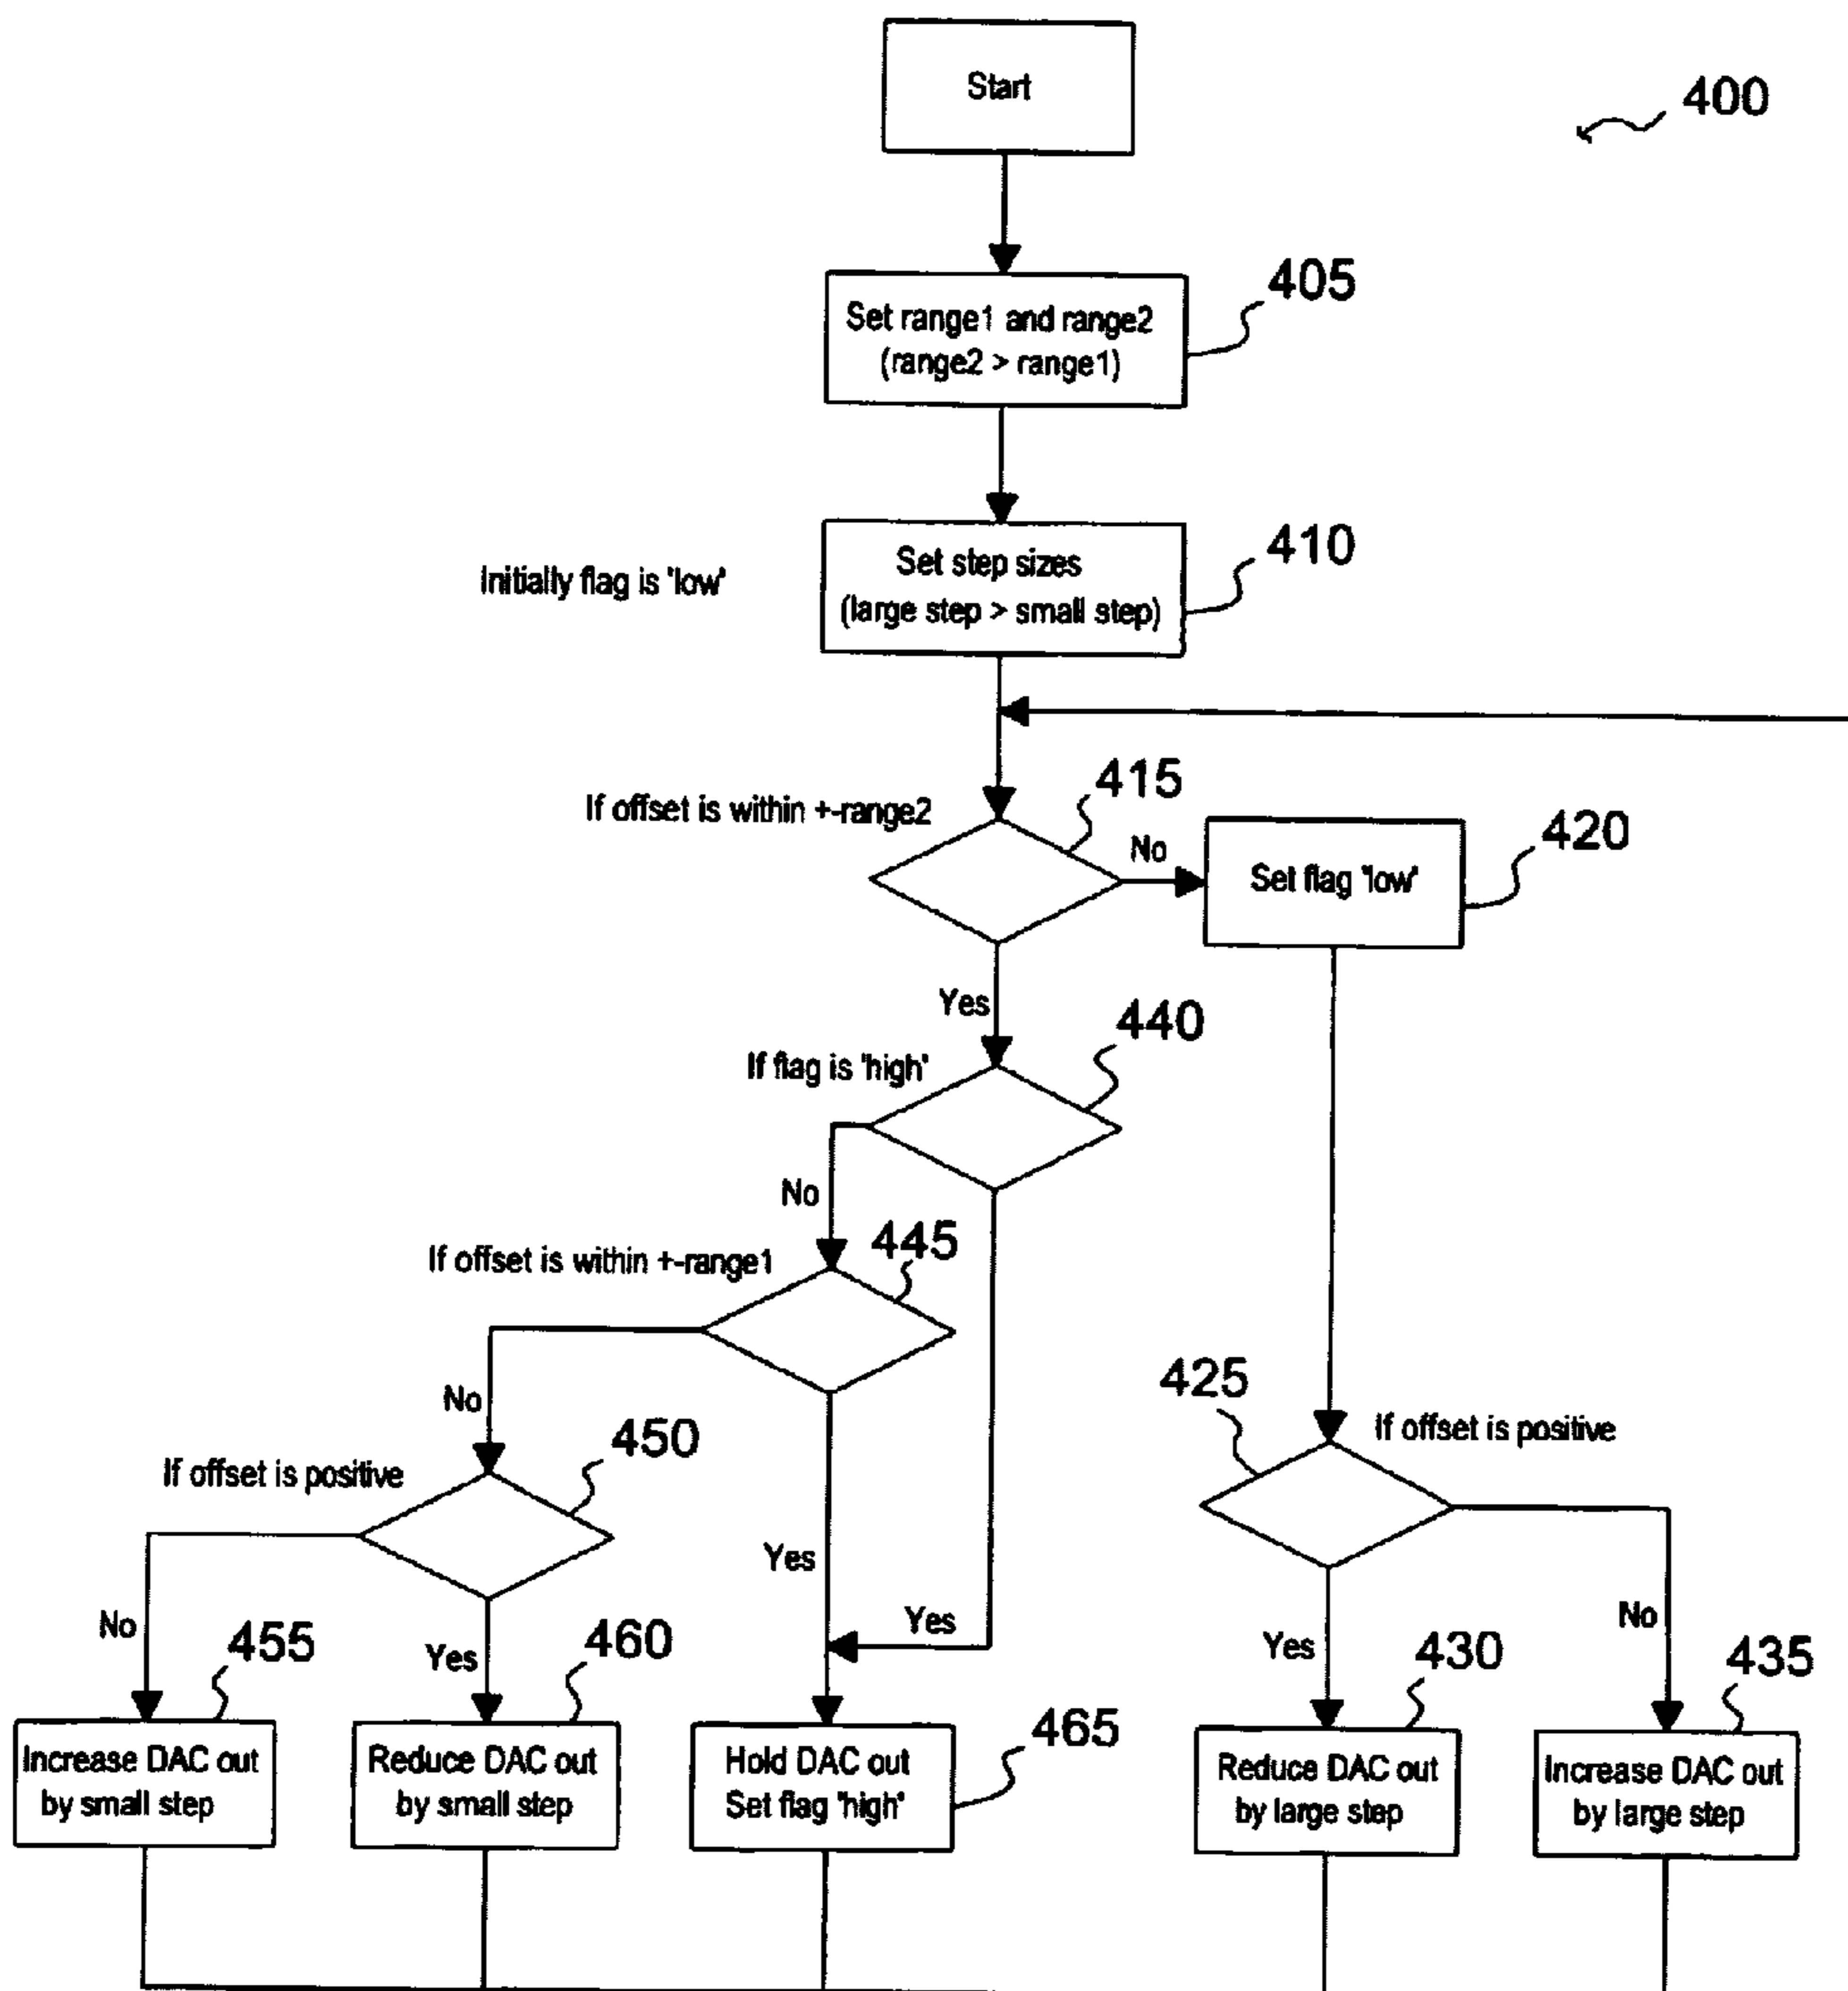 Start
400
Set range1 and range2
(range2 > range1)
405
Initially flag is 'low'
Set step sizes
(large step > small step)
410
If offset is within +-range2
415
No
Set flag 'low'
420
Yes
If flag is 'high'
440
No
If offset is within +-range1
445
No
Yes
425
If offset is positive
If offset is positive
450
No
455
Yes
460
Yes
Yes
430
No
435
Increase DAC out
by small step
Reduce DAC out
by small step
Hold DAC out
Set flag 'high'
465
Reduce DAC out
by large step
Increase DAC out
by large step